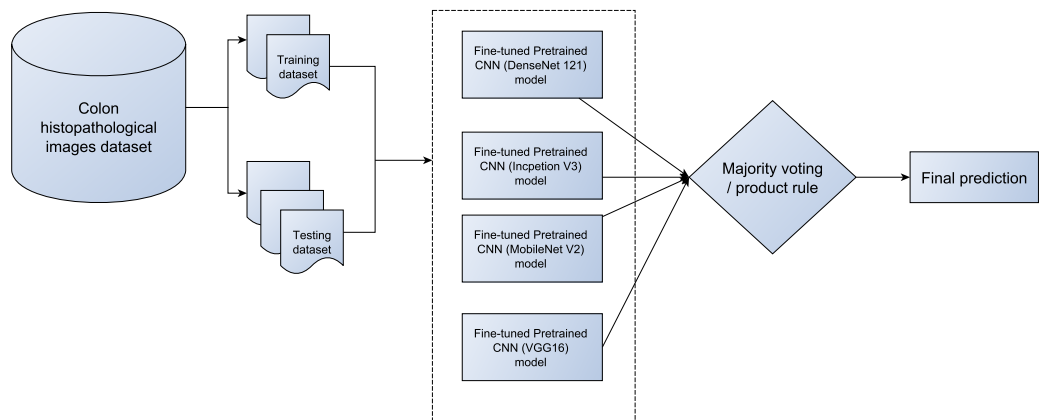 Colon
histopathological
images dataset
Training
dataset
Testing
dataset
Fine-tuned Pretrained
CNN (DenseNet 121)
model
Fine-tuned Pretrained
CNN (Incpetion V3)
model
Fine-tuned Pretrained
CNN (MobileNet V2)
model
Fine-tuned Pretrained
CNN (VGG16)
model
Majority voting
/ product rule
Final prediction